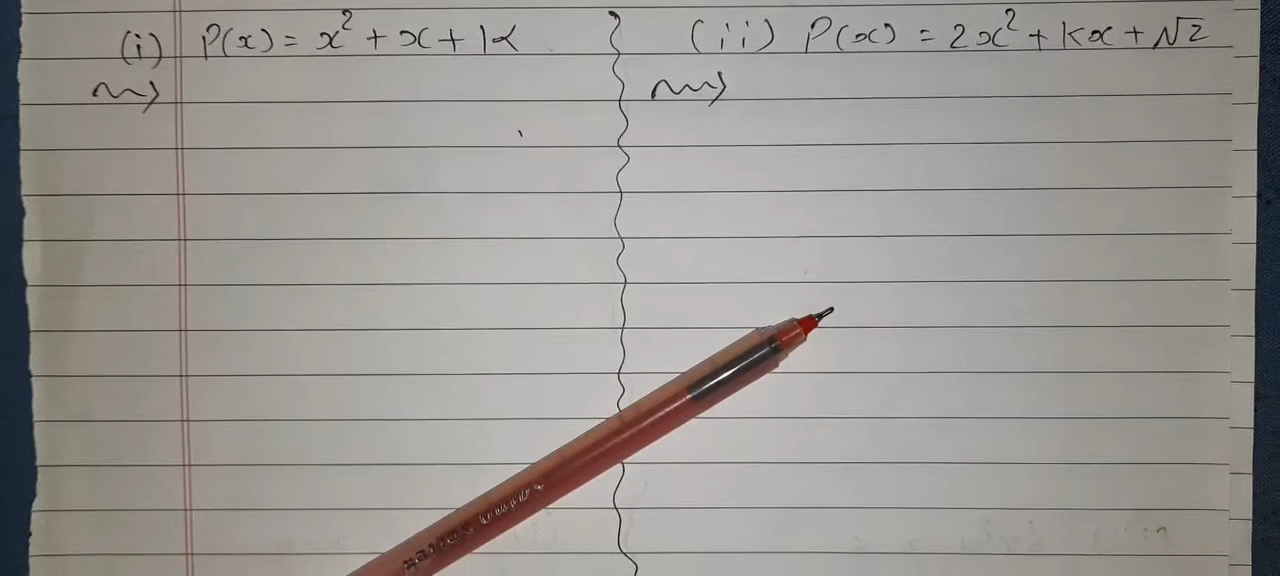 (i) P(x) = x² + x + k
(ii) P(x) = 2x² + kx + √2